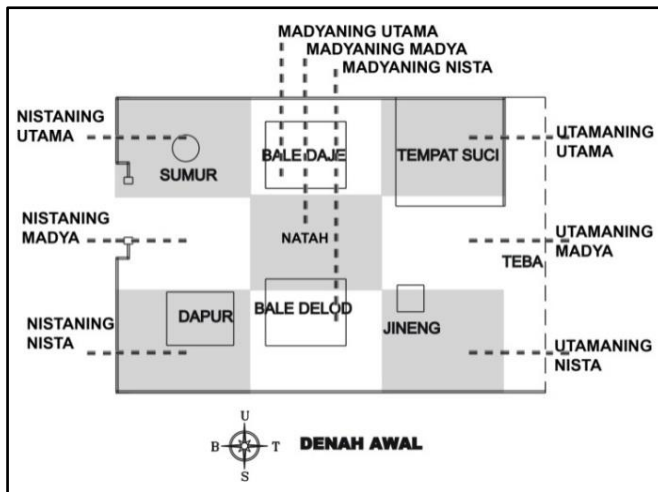 MADYANING UTAMA
MADYANING MADYA
MADYANING NISTA
NISTANING
UTAMA
SUMUR
BALE DAJE
TEMPAT SUCI
UTAMANING
UTAMA
NISTANING
MADYA
NATAH
UTAMANING
MADYA
TEBA
NISTANING
NISTA
DAPUR
BALE DELOD
JINENG
UTAMANING
NISTA
U
B T
S
DENAH AWAL